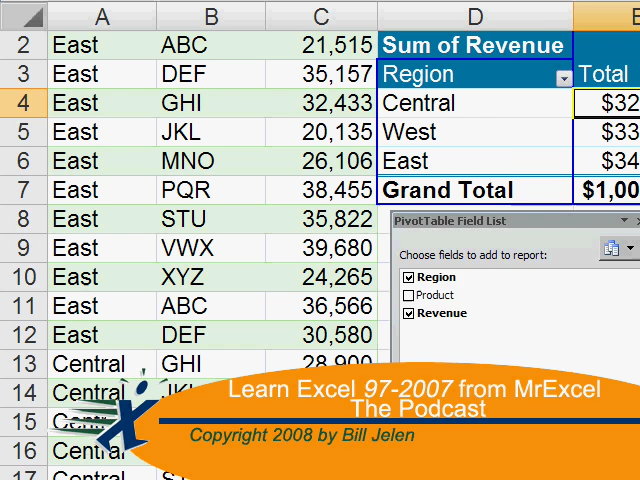 A B C D E
2 East ABC 21,515 Sum of Revenue
3 East DEF 35,157 Region Total
4 East GHI 32,433 Central $32
5 East JKL 20,135 West $33
6 East MNO 26,106 East $34
7 East PQR 38,455 Grand Total $1,00
8 East STU 35,822
PivotTable Field List
9 East VWX 39,680
Choose fields to add to report:
10 East XYZ 24,265
Region
Product
11 East ABC 36,566
Revenue
12 East DEF 30,580
13 Central GHI 28,900
14 Central
15 Central
16 Central
17 Central
Learn Excel 97-2007 from MrExcel
The Podcast
Copyright 2008 by Bill Jelen